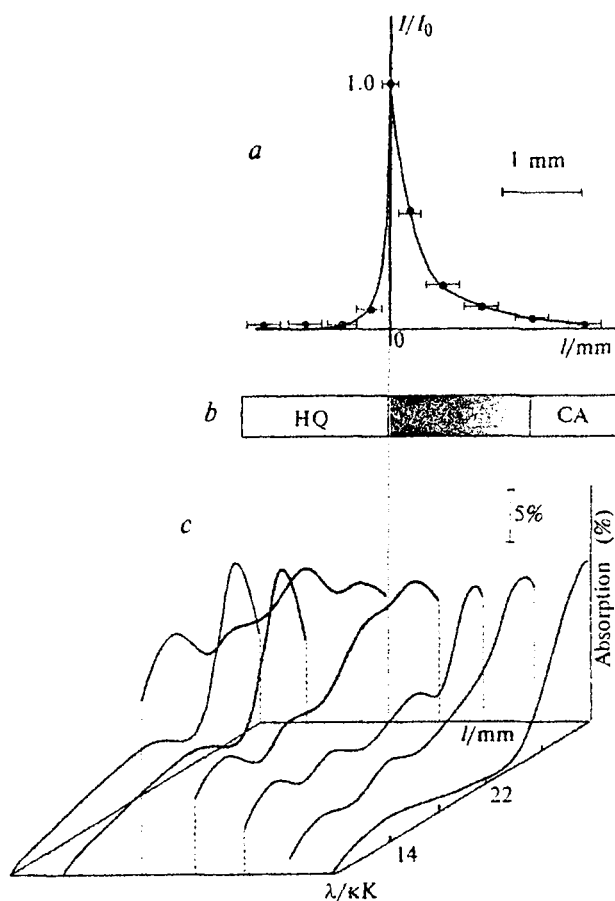 I/I0
1.0
a
1 mm
0
l/mm
b
HQ
CA
c
5%
Absorption (%)
l/mm
22
14
λ/κK